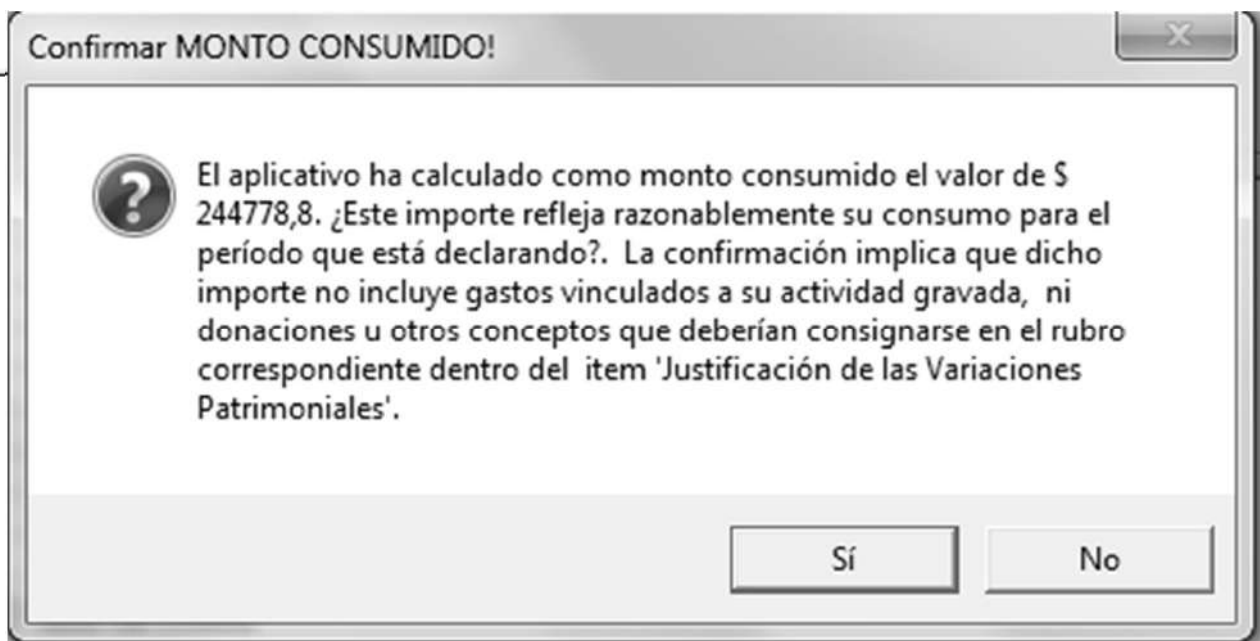 Confirmar MONTO CONSUMIDO!
El aplicativo ha calculado como monto consumido el valor de $
244778,8. ¿Este importe refleja razonablemente su consumo para el
período que está declarando?.  La confirmación implica que dicho
importe no incluye gastos vinculados a su actividad gravada,  ni
donaciones u otros conceptos que deberían consignarse en el rubro
correspondiente dentro del  item 'Justificación de las Variaciones
Patrimoniales'.
Sí
No